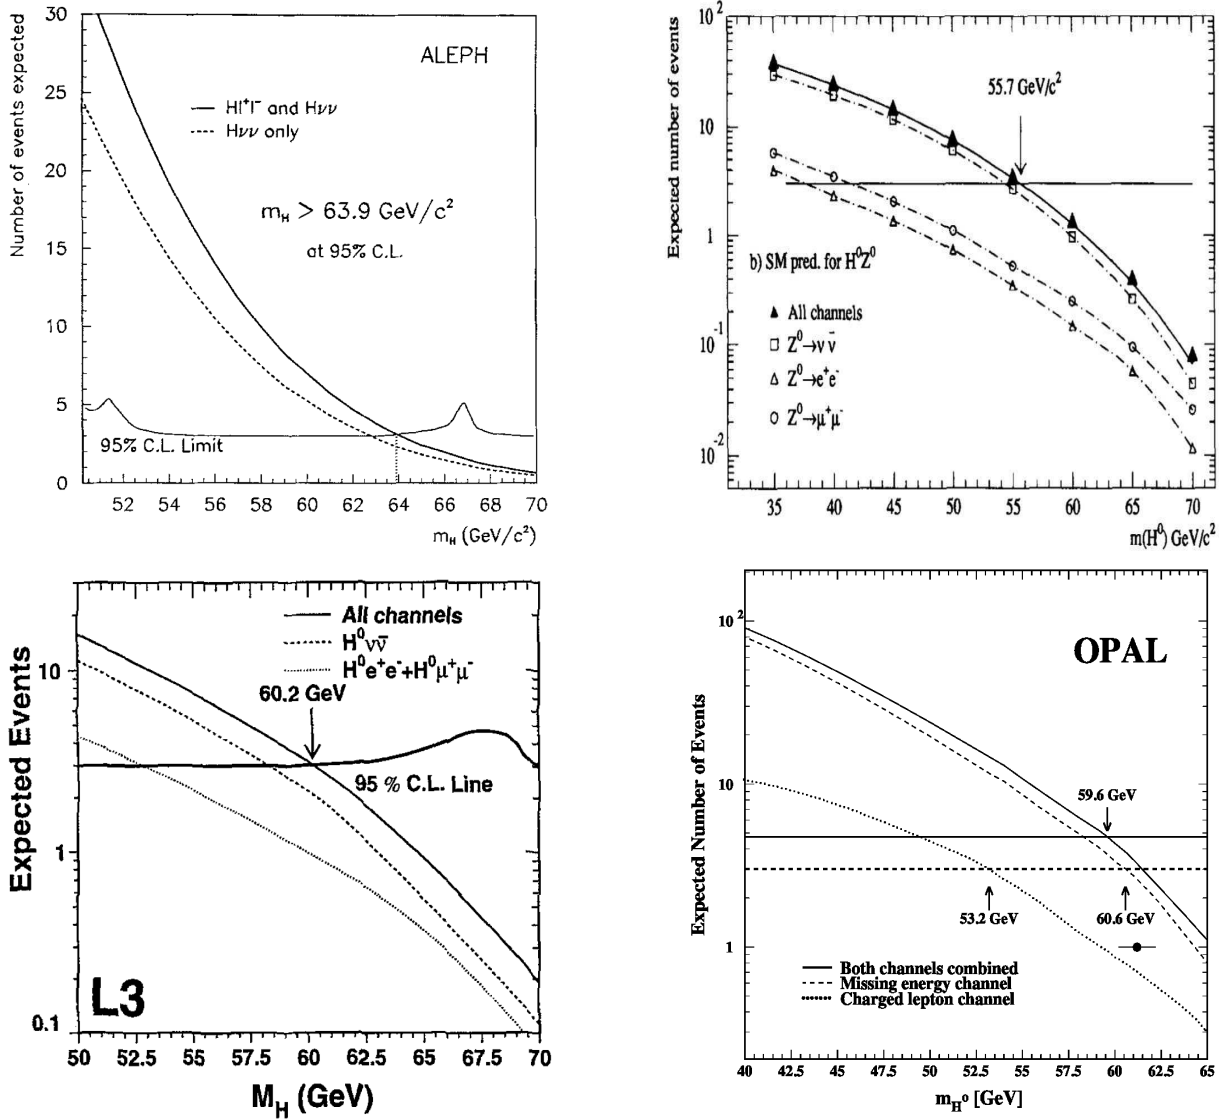 Number of events expected
30
25
20
15
10
5
0
ALEPH
Hl⁺l⁻ and Hνν
Hνν only
m_H > 63.9 GeV/c²
at 95% C.L.
95% C.L. Limit
52 54 56 58 60 62 64 66 68 70
m_H (GeV/c²)
Expected number of events
10²
10
1
10⁻¹
10⁻²
55.7 GeV/c²
b) SM pred. for H⁰Z⁰
All channels
Z⁰→ν ν̄
Z⁰→e⁺e⁻
Z⁰→μ⁺μ⁻
35 40 45 50 55 60 65 70
m(H⁰) GeV/c²
Expected Events
10
1
0.1
All channels
H⁰νν̄
H⁰e⁺e⁻+H⁰μ⁺μ⁻
60.2 GeV
95 % C.L. Line
L3
50 52.5 55 57.5 60 62.5 65 67.5 70
M_H (GeV)
Expected Number of Events
10²
10
1
OPAL
59.6 GeV
53.2 GeV
60.6 GeV
Both channels combined
Missing energy channel
Charged lepton channel
40 42.5 45 47.5 50 52.5 55 57.5 60 62.5 65
m_H⁰ [GeV]